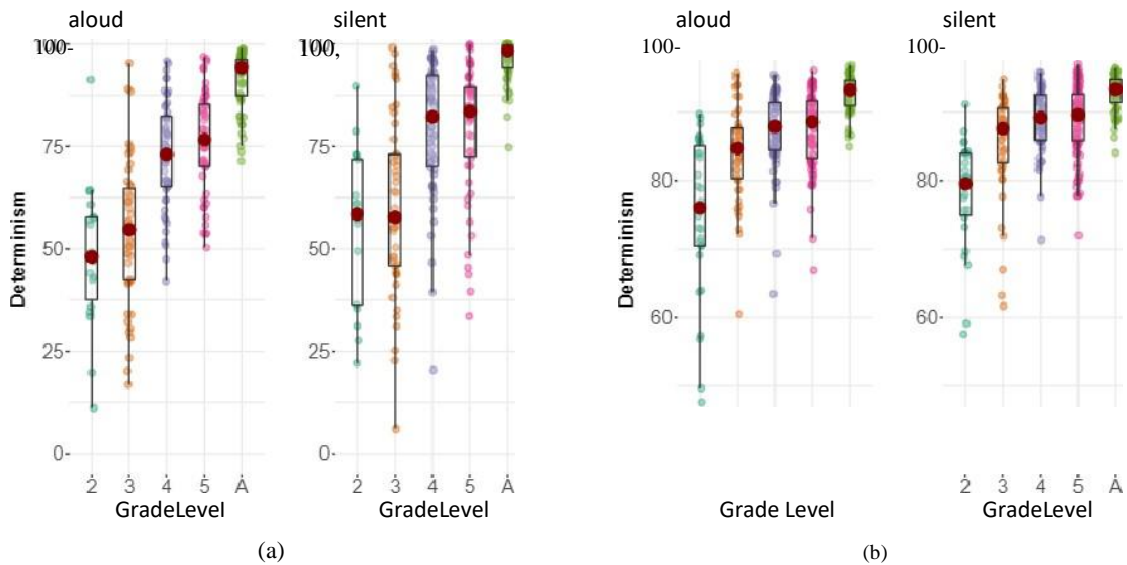 aloud
silent
100-
100,
75-
75-
50-
50-
25-
25-
0-
0-
Determinism
2 3 4 5 A
2 3 4 5 A
GradeLevel
GradeLevel
(a)
aloud
silent
100-
100-
80-
80-
60-
60-
Determinism
2 3 4 5 A
Grade Level
GradeLevel
(b)